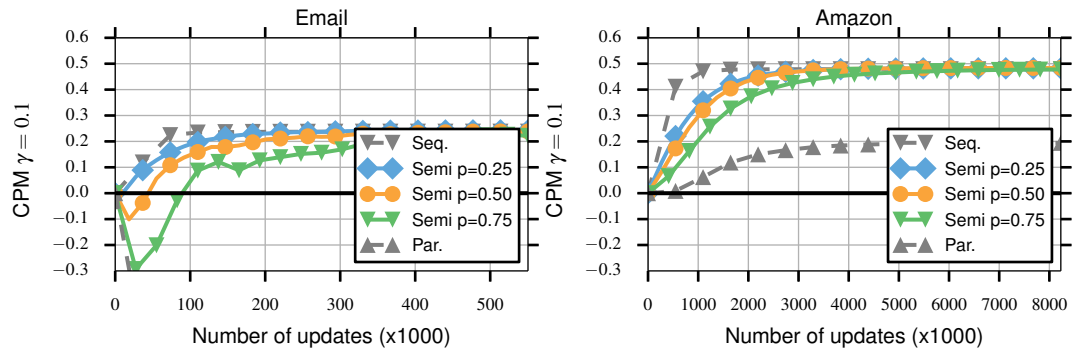 Email
CPM γ = 0.1
0.6
0.5
0.4
0.3
0.2
0.1
0.0
−0.1
−0.2
−0.3
0 100 200 300 400 500
Number of updates (x1000)
Seq.
Semi p=0.25
Semi p=0.50
Semi p=0.75
Par.
Amazon
CPM γ = 0.1
0.6
0.5
0.4
0.3
0.2
0.1
0.0
−0.1
−0.2
−0.3
0 1000 2000 3000 4000 5000 6000 7000 8000
Number of updates (x1000)
Seq.
Semi p=0.25
Semi p=0.50
Semi p=0.75
Par.